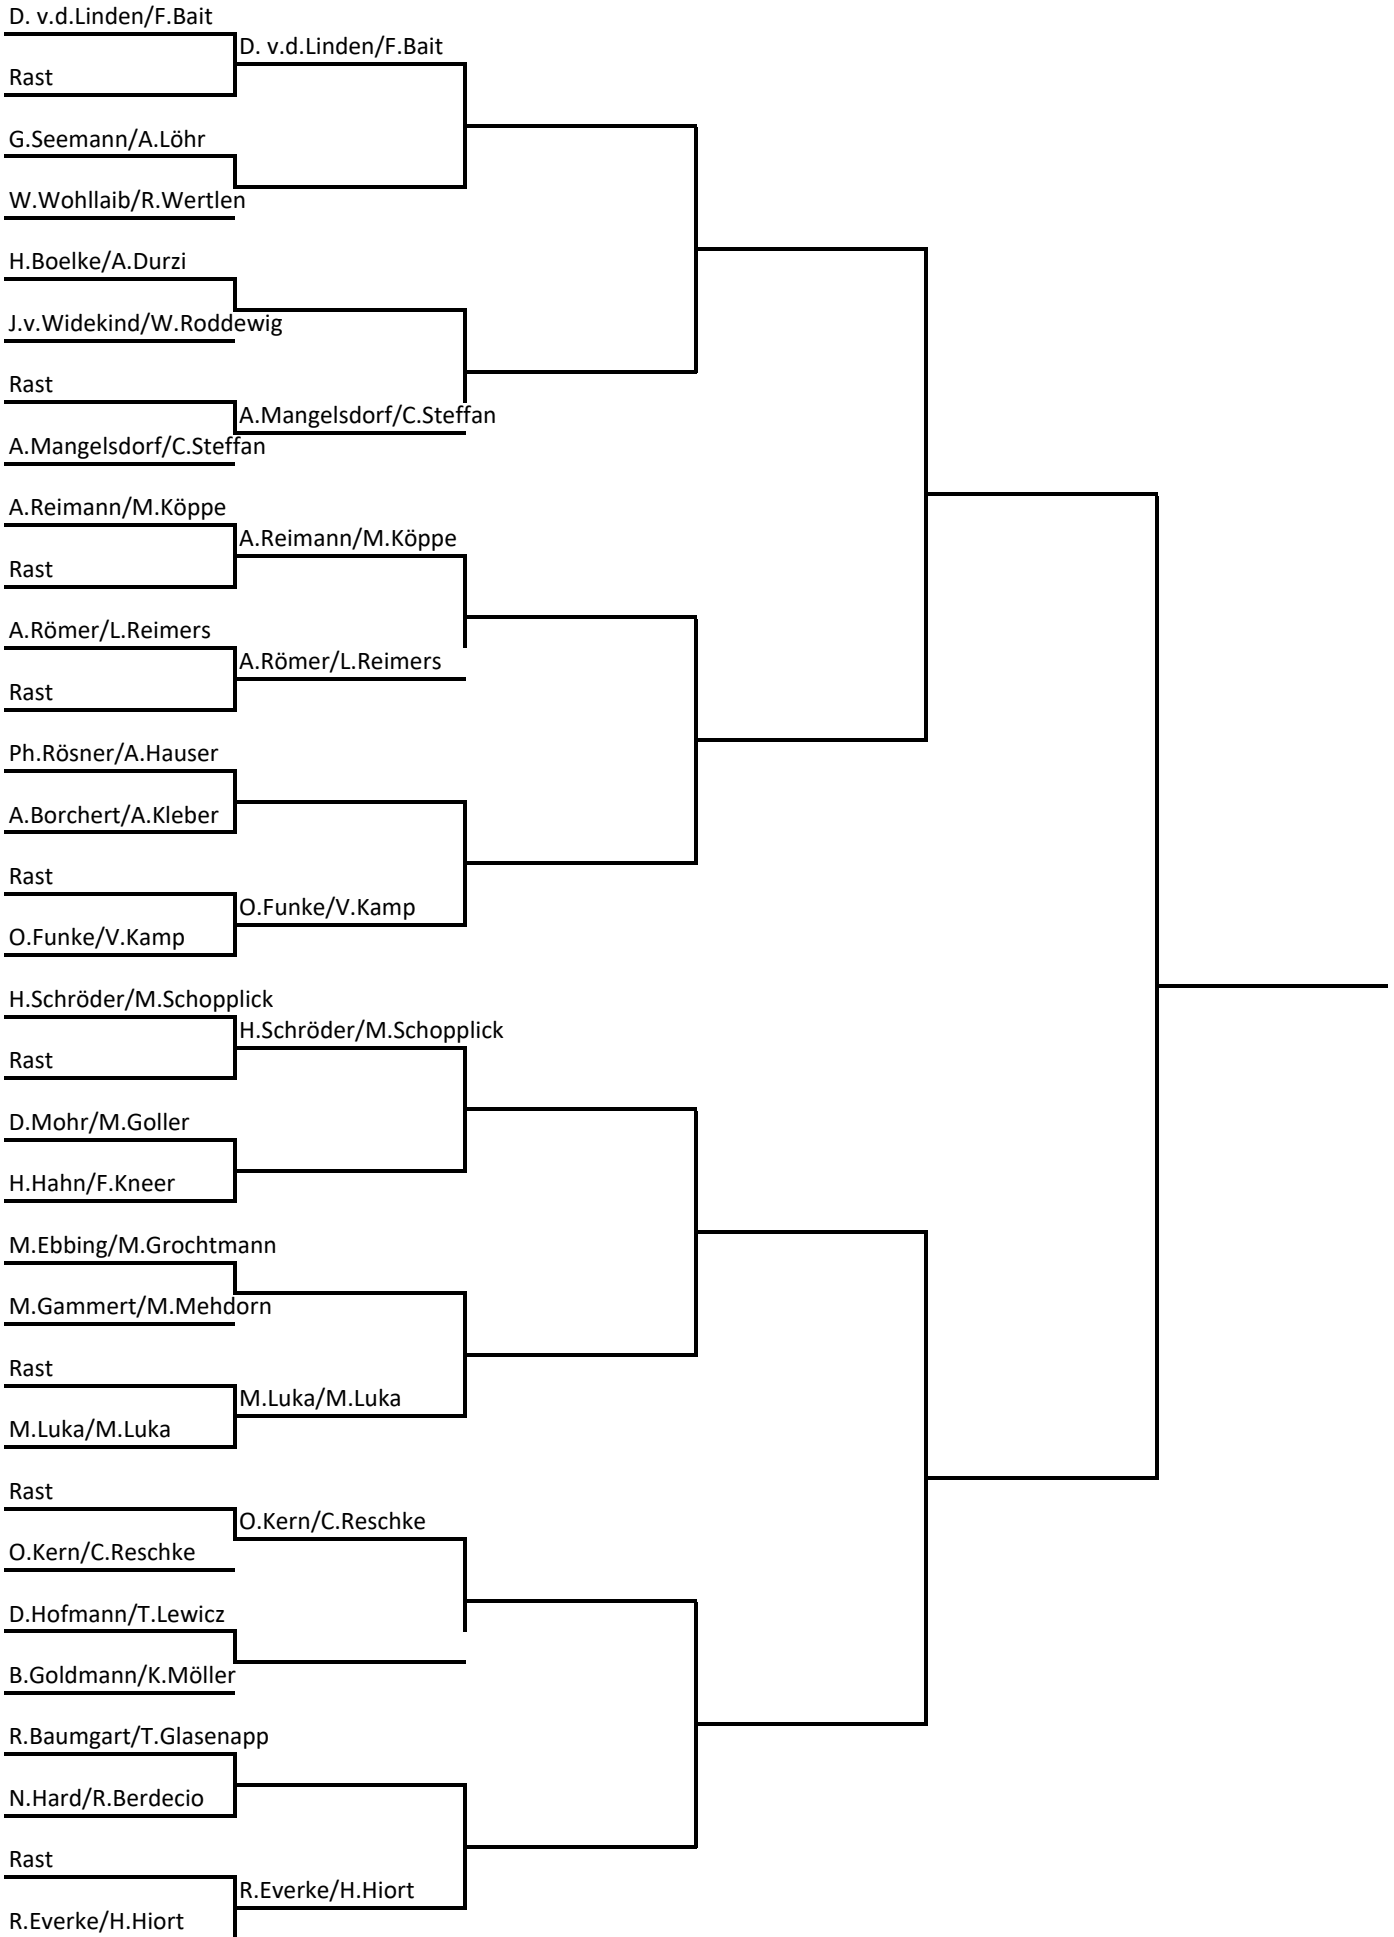 D. v.d.Linden/F.Bait
D. v.d.Linden/F.Bait
Rast
G.Seemann/A.Löhr
W.Wohllaib/R.Wertlen
H.Boelke/A.Durzi
J.v.Widekind/W.Roddewig
Rast
A.Mangelsdorf/C.Steffan
A.Mangelsdorf/C.Steffan
A.Reimann/M.Köppe
A.Reimann/M.Köppe
Rast
A.Römer/L.Reimers
A.Römer/L.Reimers
Rast
Ph.Rösner/A.Hauser
A.Borchert/A.Kleber
Rast
O.Funke/V.Kamp
O.Funke/V.Kamp
H.Schröder/M.Schopplick
H.Schröder/M.Schopplick
Rast
D.Mohr/M.Goller
H.Hahn/F.Kneer
M.Ebbing/M.Grochtmann
M.Gammert/M.Mehdorn
Rast
M.Luka/M.Luka
M.Luka/M.Luka
Rast
O.Kern/C.Reschke
O.Kern/C.Reschke
D.Hofmann/T.Lewicz
B.Goldmann/K.Möller
R.Baumgart/T.Glasenapp
N.Hard/R.Berdecio
Rast
R.Everke/H.Hiort
R.Everke/H.Hiort